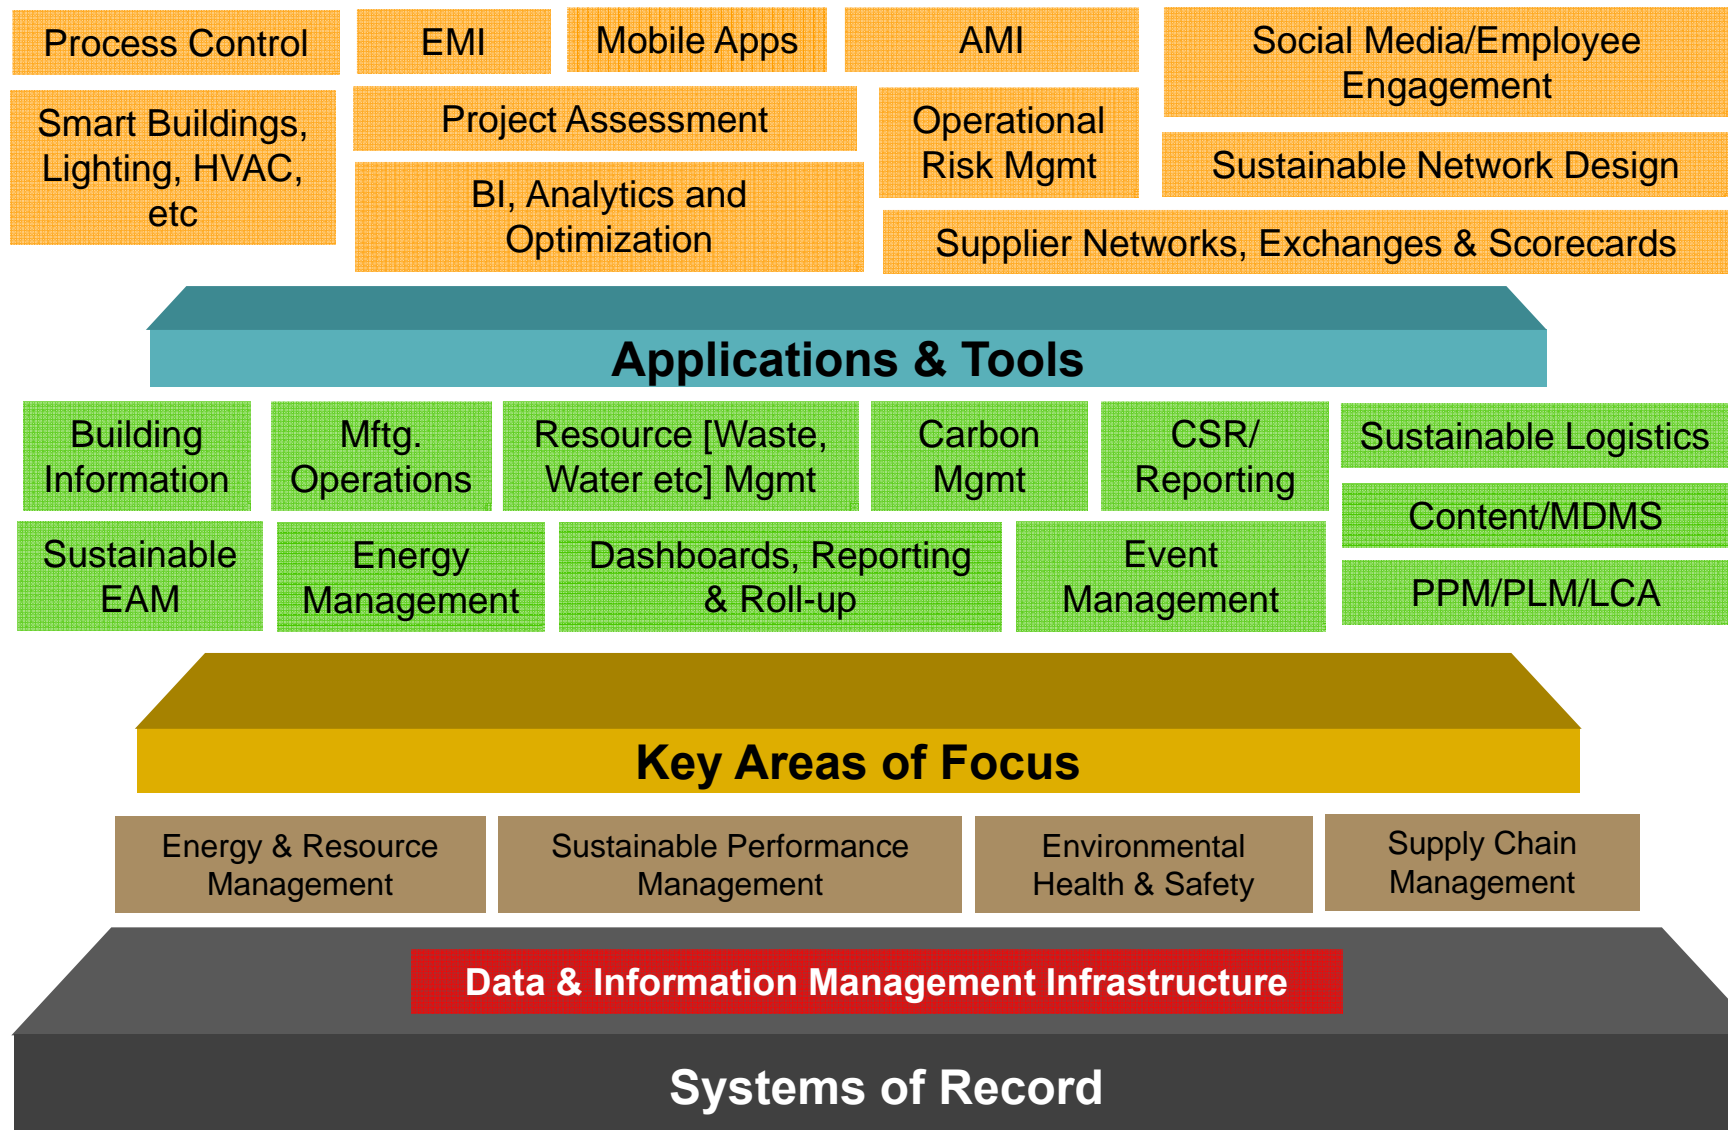 Process Control
EMI
Mobile Apps
AMI
Social Media/Employee
Engagement
Smart Buildings,
Lighting, HVAC,
etc
Project Assessment
Operational
Risk Mgmt
Sustainable Network Design
BI, Analytics and
Optimization
Supplier Networks, Exchanges & Scorecards
Applications & Tools
Building
Information
Mftg.
Operations
Resource [Waste,
Water etc] Mgmt
Carbon
Mgmt
CSR/
Reporting
Sustainable Logistics
Content/MDMS
Sustainable
EAM
Energy
Management
Dashboards, Reporting
& Roll-up
Event
Management
PPM/PLM/LCA
Key Areas of Focus
Energy & Resource
Management
Sustainable Performance
Management
Environmental
Health & Safety
Supply Chain
Management
Data & Information Management Infrastructure
Systems of Record